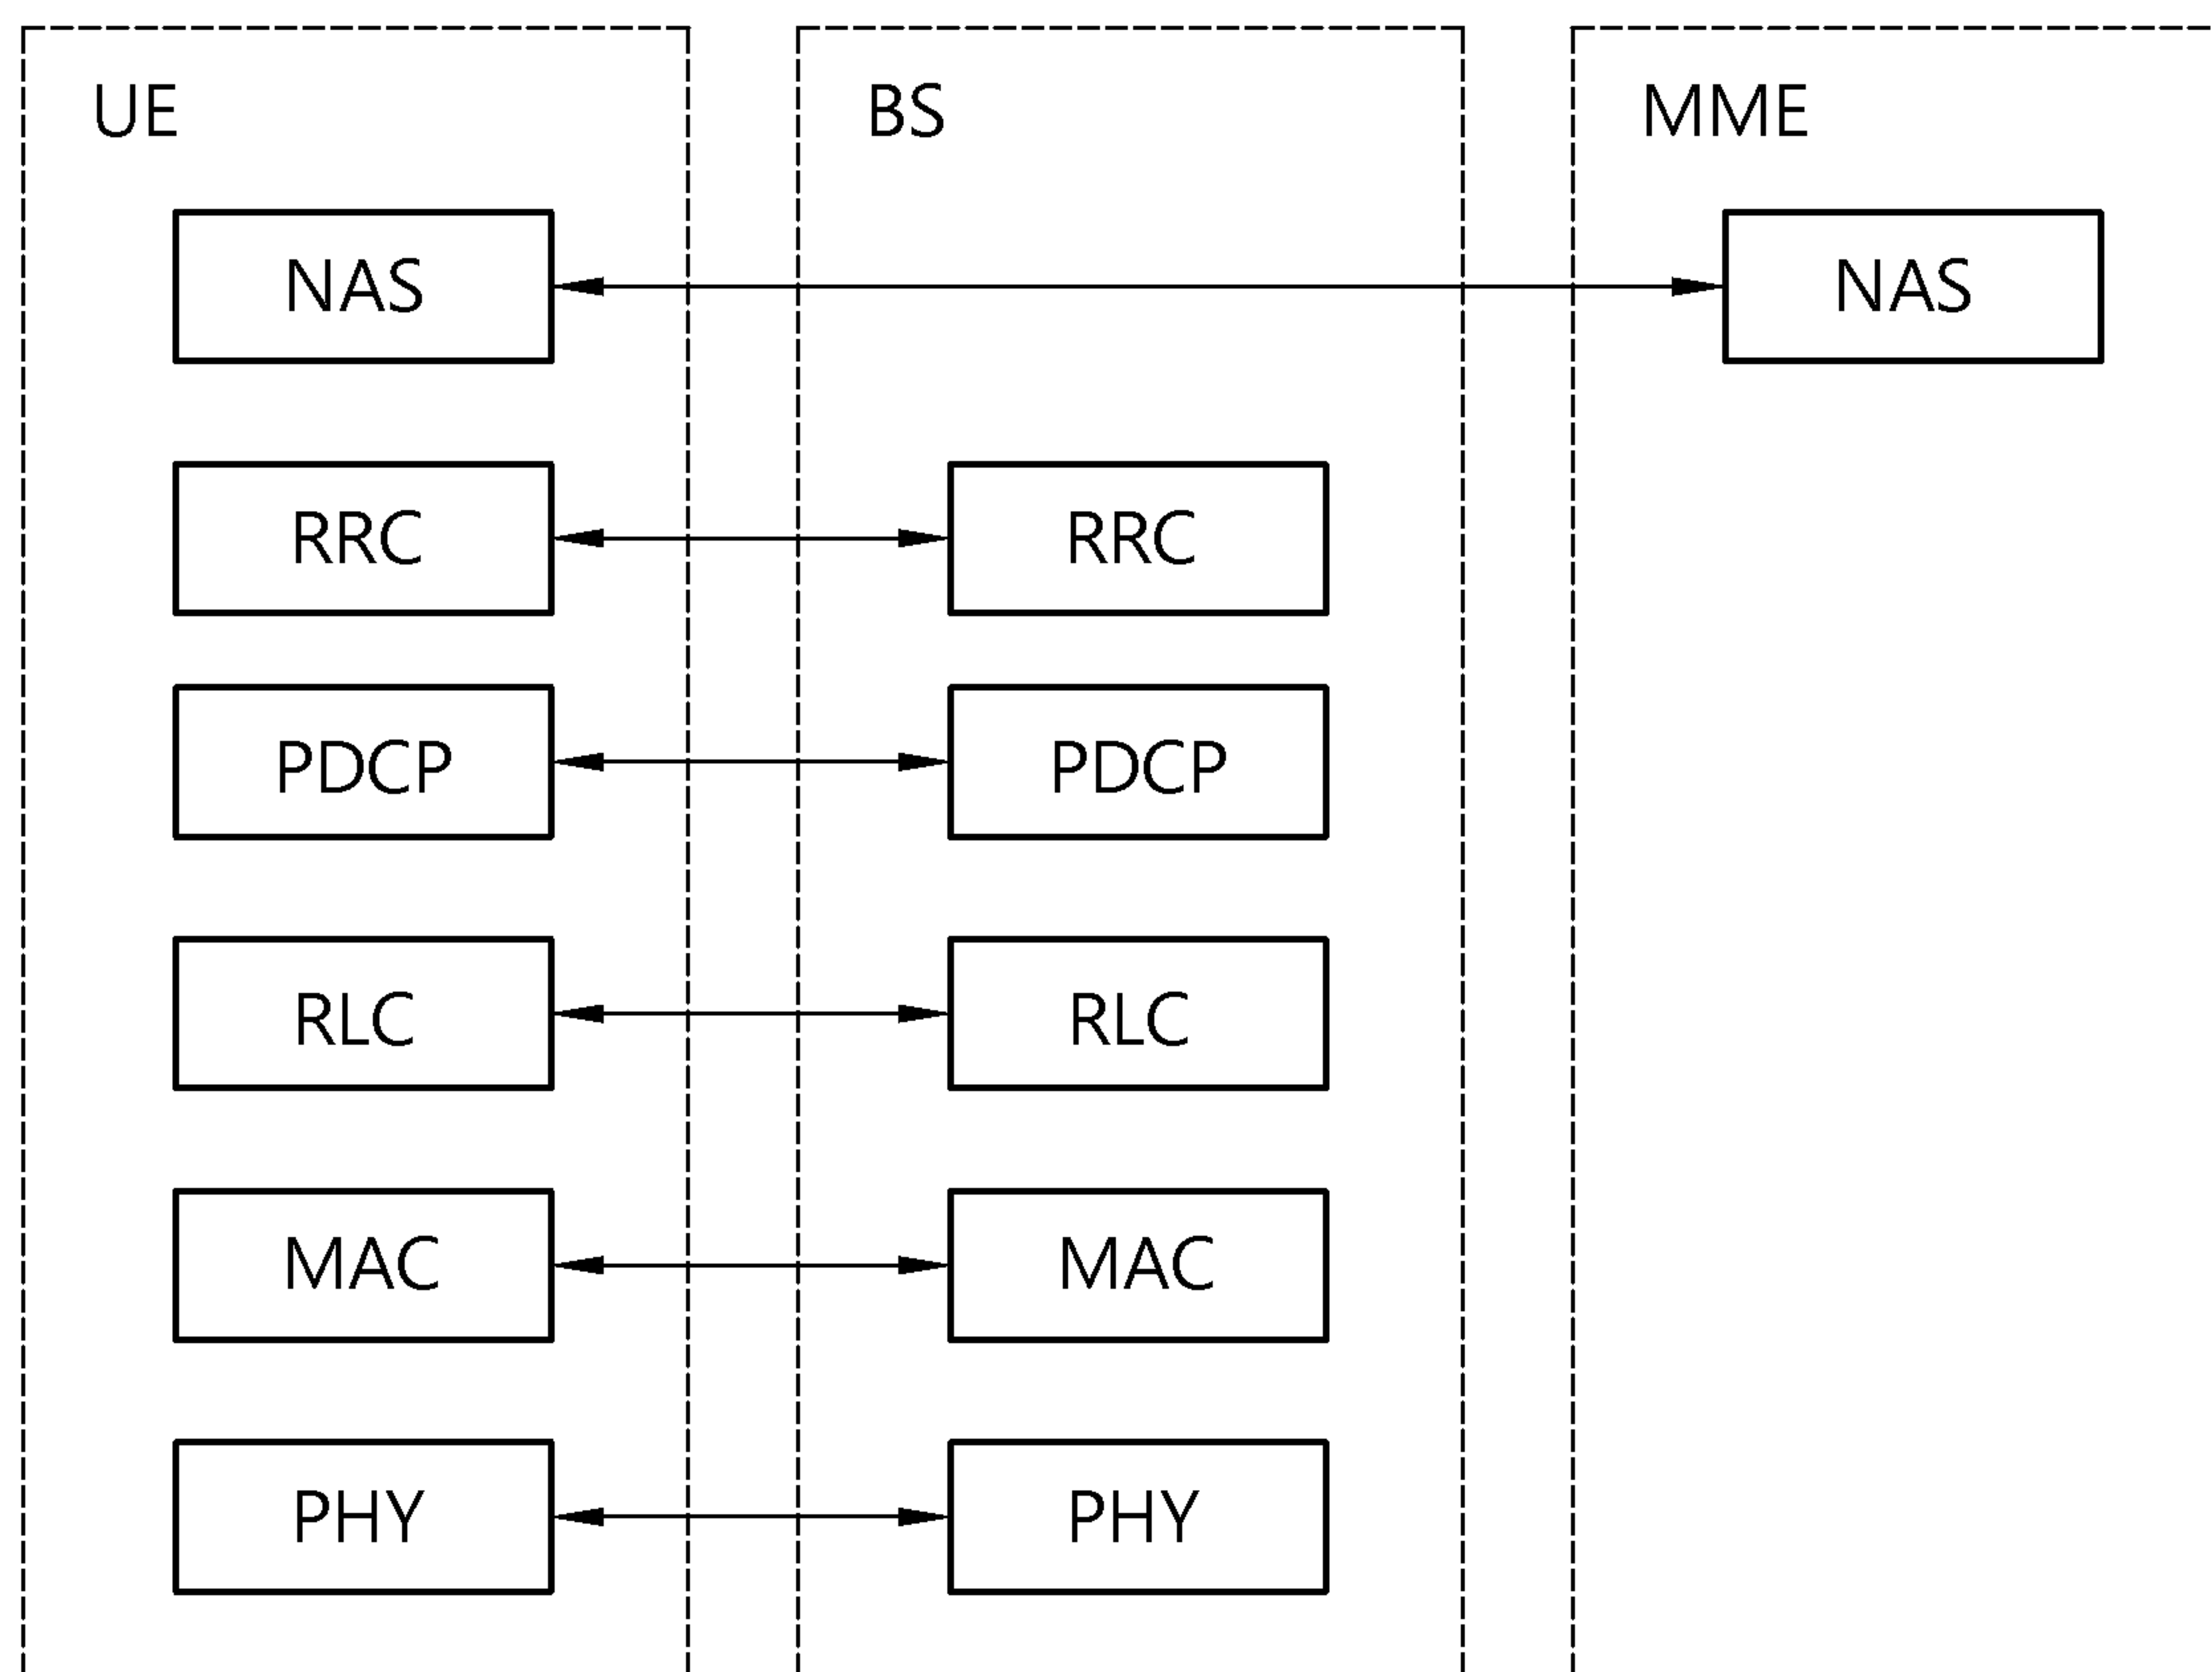 UE BS MME
NAS NAS
RRC RRC
PDCP PDCP
RLC RLC
MAC MAC
PHY PHY